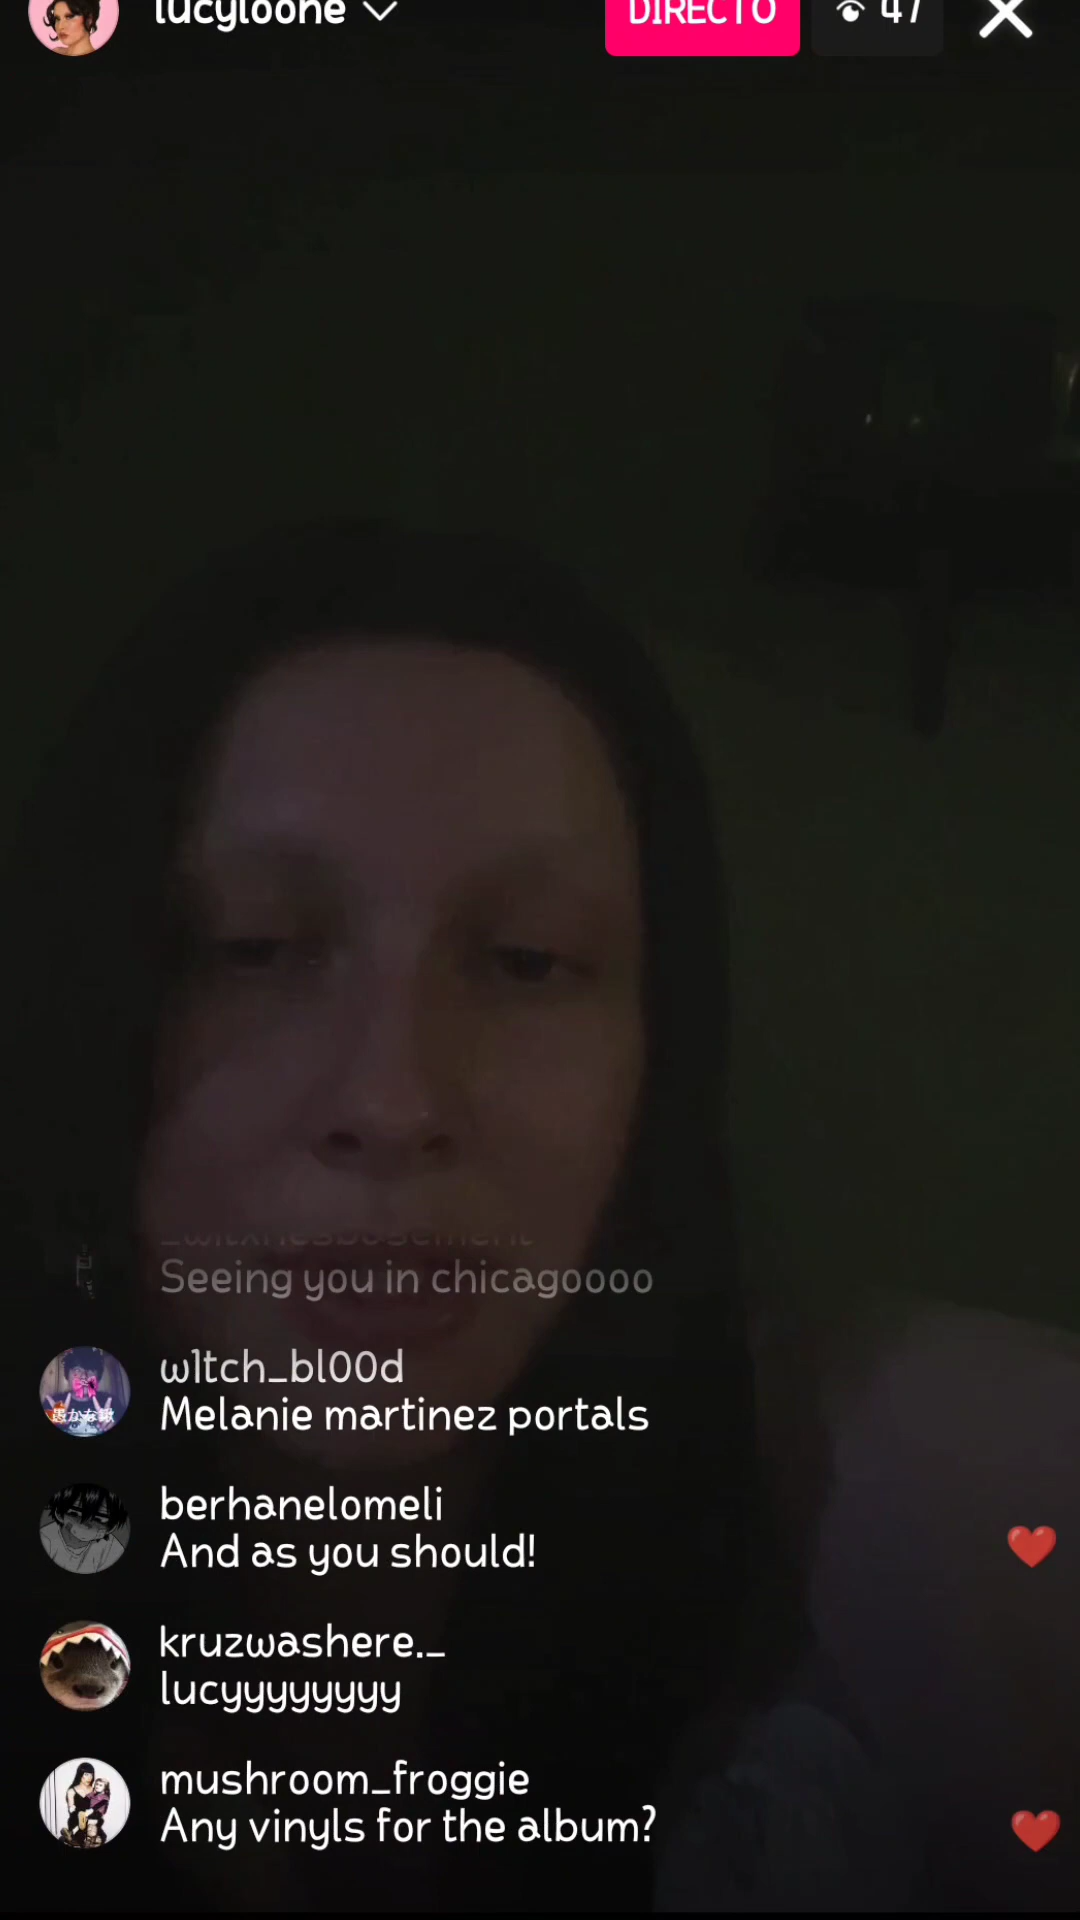 lucyloone
DIRECTO
47
Seeing you in chicagoooo
w1tch_bl00d
Melanie martinez portals
berhanelomeli
And as you should!
kruzwashere._
lucyyyyyyyy
mushroom_froggie
Any vinyls for the album?